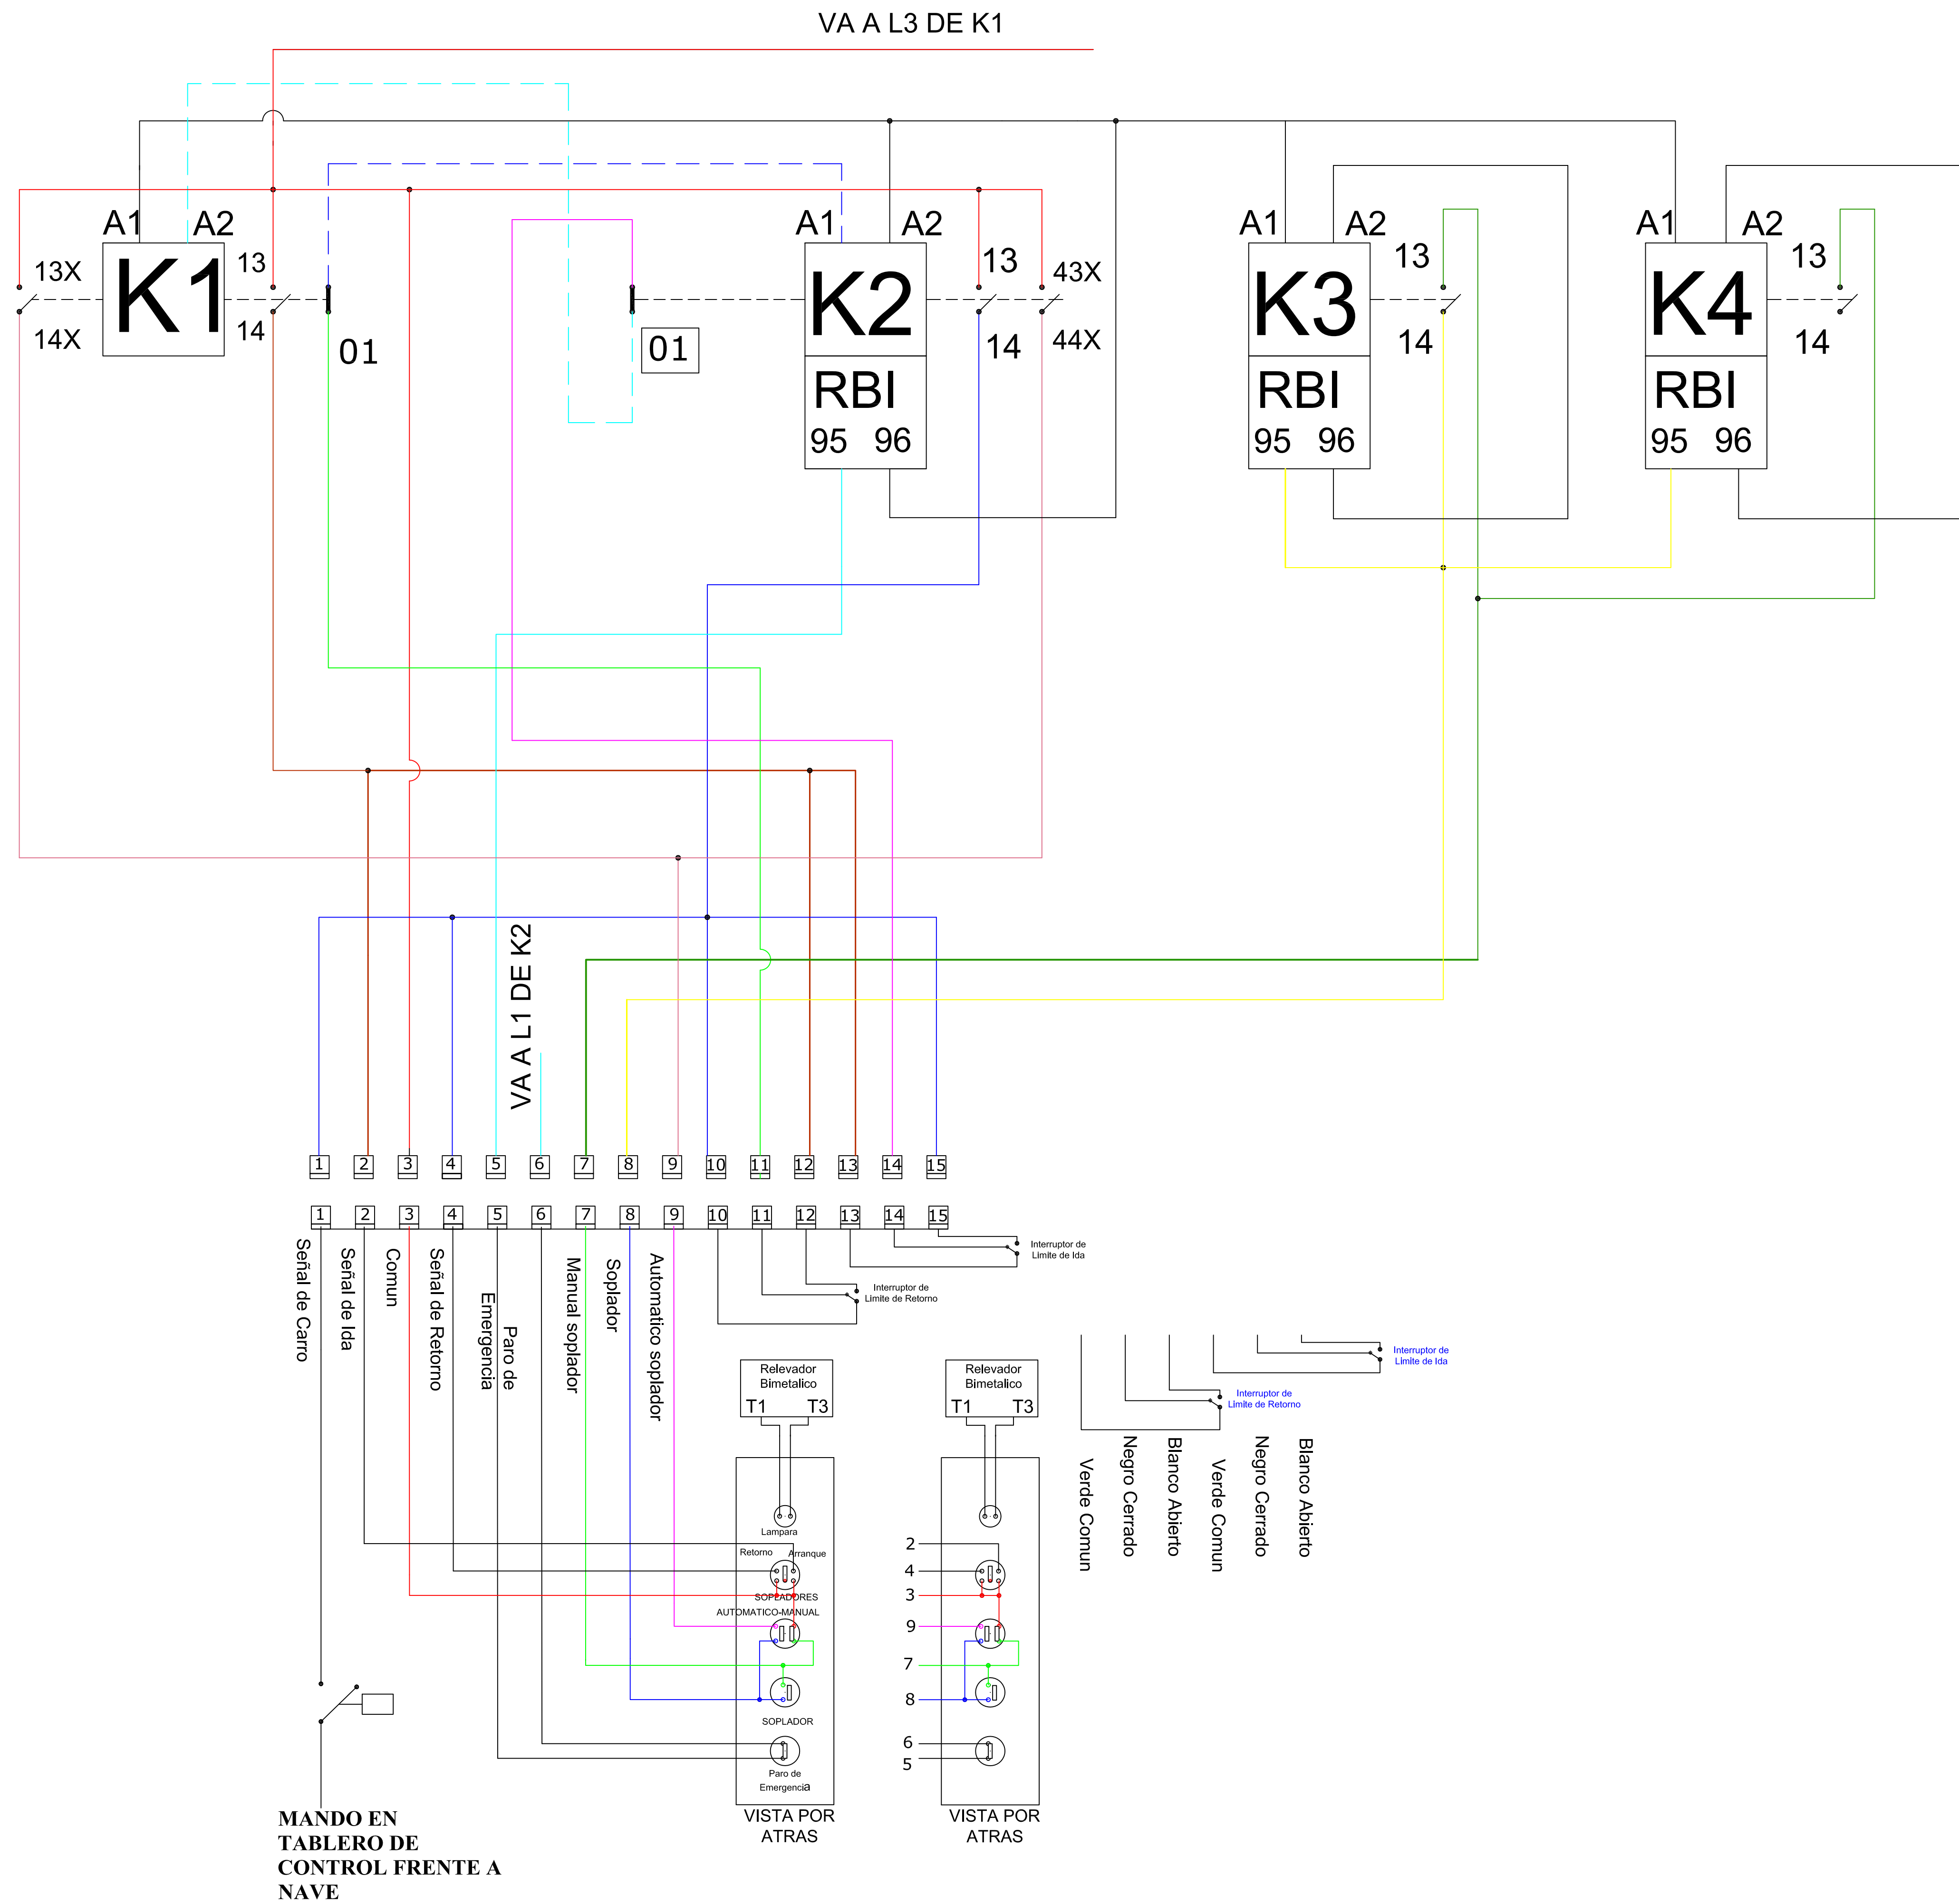 VA A L3 DE K1
A1 A2
K1
13X
14X
13
14
01
01
A1 A2
K2
RBI
95 96
13
14
43X
44X
A1 A2
K3
RBI
95 96
13
14
A1 A2
K4
RBI
95 96
13
14
VA A L1 DE K2
1 2 3 4 5 6 7 8 9 10 11 12 13 14 15
1 2 3 4 5 6 7 8 9 10 11 12 13 14 15
Señal de Carro
Señal de Ida
Comun
Señal de Retorno
Paro de
Emergencia
Manual soplador
Soplador
Automatico soplador
Interruptor de
Limite de Ida
Interruptor de
Limite de Retorno
Relevador
Bimetalico
T1 T3
Lampara
Retorno Arranque
SOPLADORES
AUTOMATICO-MANUAL
SOPLADOR
Paro de
Emergencia
VISTA POR
ATRAS
Relevador
Bimetalico
T1 T3
2
4
3
9
7
8
6
5
VISTA POR
ATRAS
Interruptor de
Limite de Ida
Interruptor de
Limite de Retorno
Verde Comun
Negro Cerrado
Blanco Abierto
Verde Comun
Negro Cerrado
Blanco Abierto
MANDO EN
TABLERO DE
CONTROL FRENTE A
NAVE